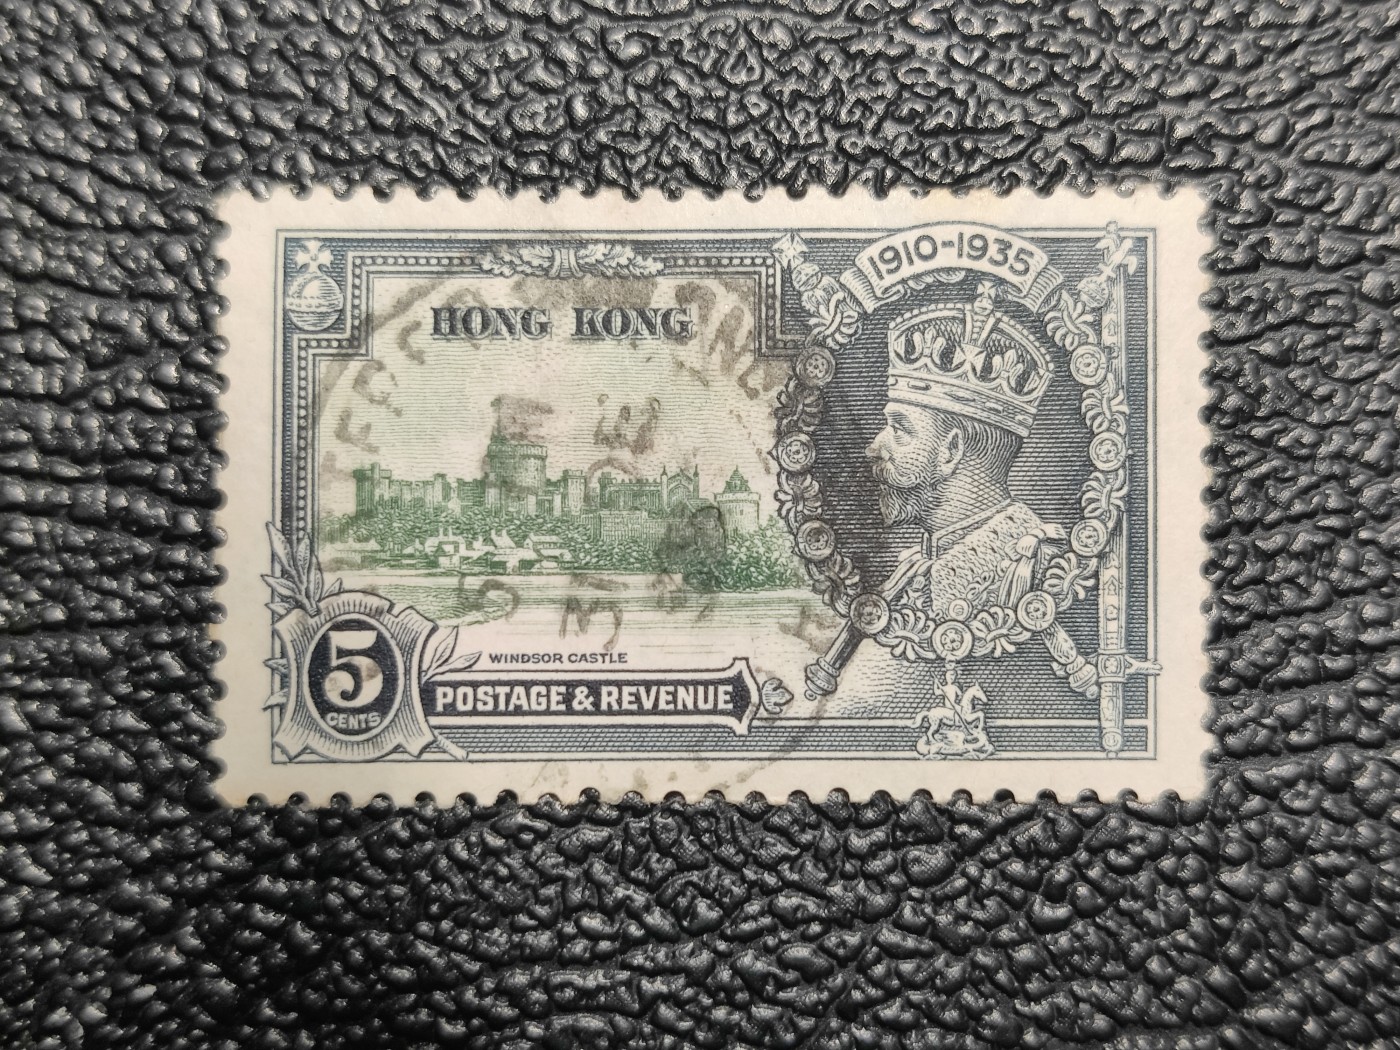 1910-1935
HONG KONG
WINDSOR CASTLE
POSTAGE & REVENUE
5
CENTS